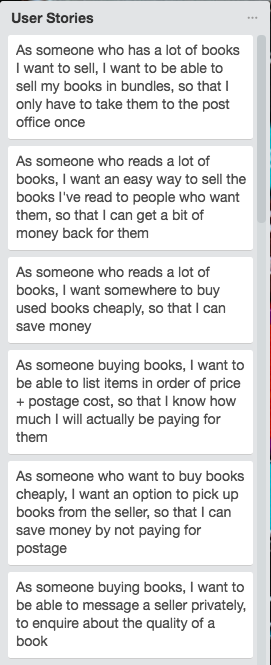 User Stories
As someone who has a lot of books
I want to sell, I want to be able to
sell my books in bundles, so that I
only have to take them to the post
office once
As someone who reads a lot of
books, I want an easy way to sell the
books I've read to people who want
them, so that I can get a bit of
money back for them
As someone who reads a lot of
books, I want somewhere to buy
used books cheaply, so that I can
save money
As someone buying books, I want to
be able to list items in order of price
+ postage cost, so that I know how
much I will actually be paying for
them
As someone who want to buy books
cheaply, I want an option to pick up
books from the seller, so that I can
save money by not paying for
postage
As someone buying books, I want to
be able to message a seller privately,
to enquire about the quality of a
book